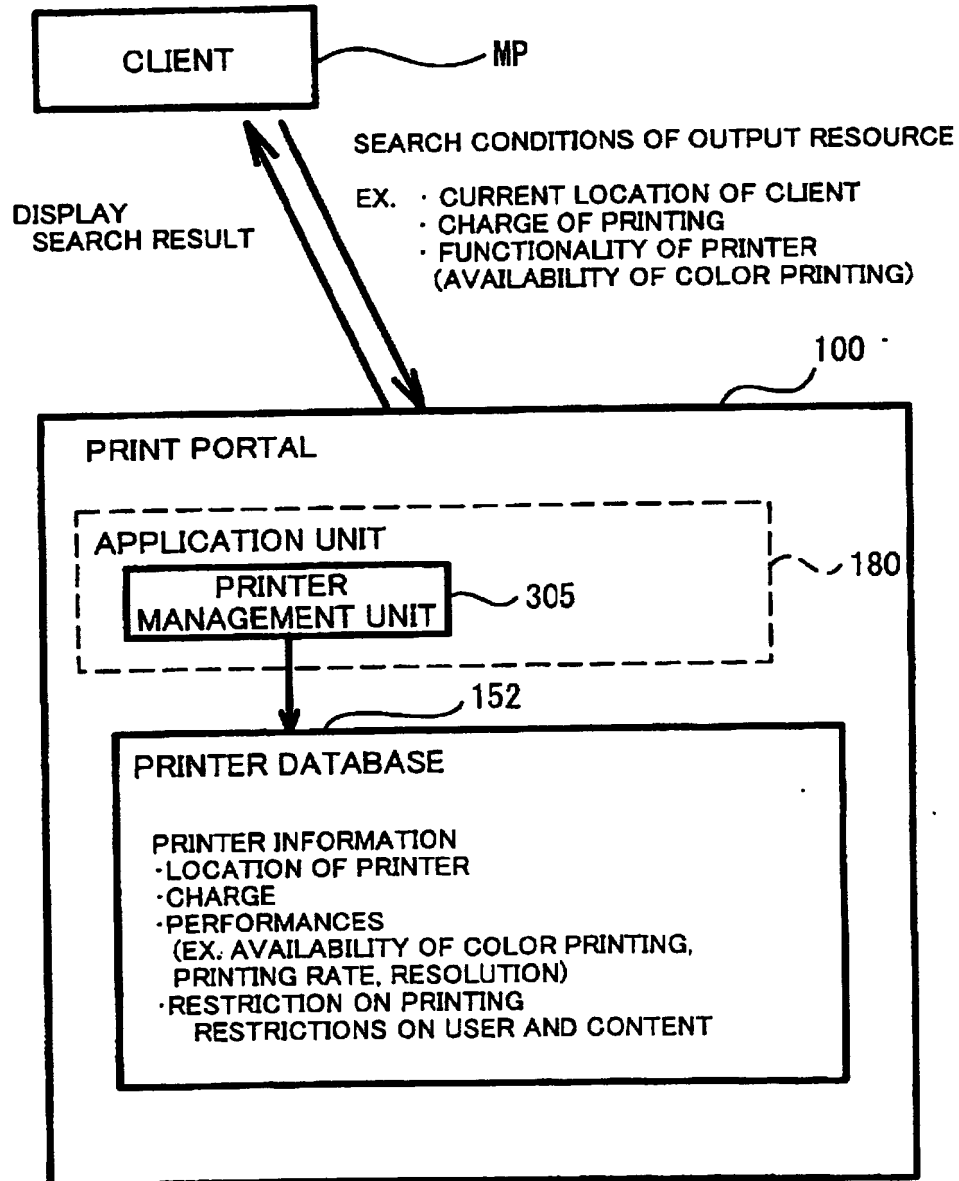 CLIENT
MP
SEARCH CONDITIONS OF OUTPUT RESOURCE
EX. ・CURRENT LOCATION OF CLIENT
・CHARGE OF PRINTING
・FUNCTIONALITY OF PRINTER
(AVAILABILITY OF COLOR PRINTING)
DISPLAY
SEARCH RESULT
100
PRINT PORTAL
APPLICATION UNIT
180
PRINTER
MANAGEMENT UNIT
305
152
PRINTER DATABASE
PRINTER INFORMATION
・LOCATION OF PRINTER
・CHARGE
・PERFORMANCES
(EX. AVAILABILITY OF COLOR PRINTING,
PRINTING RATE, RESOLUTION)
・RESTRICTION ON PRINTING
RESTRICTIONS ON USER AND CONTENT